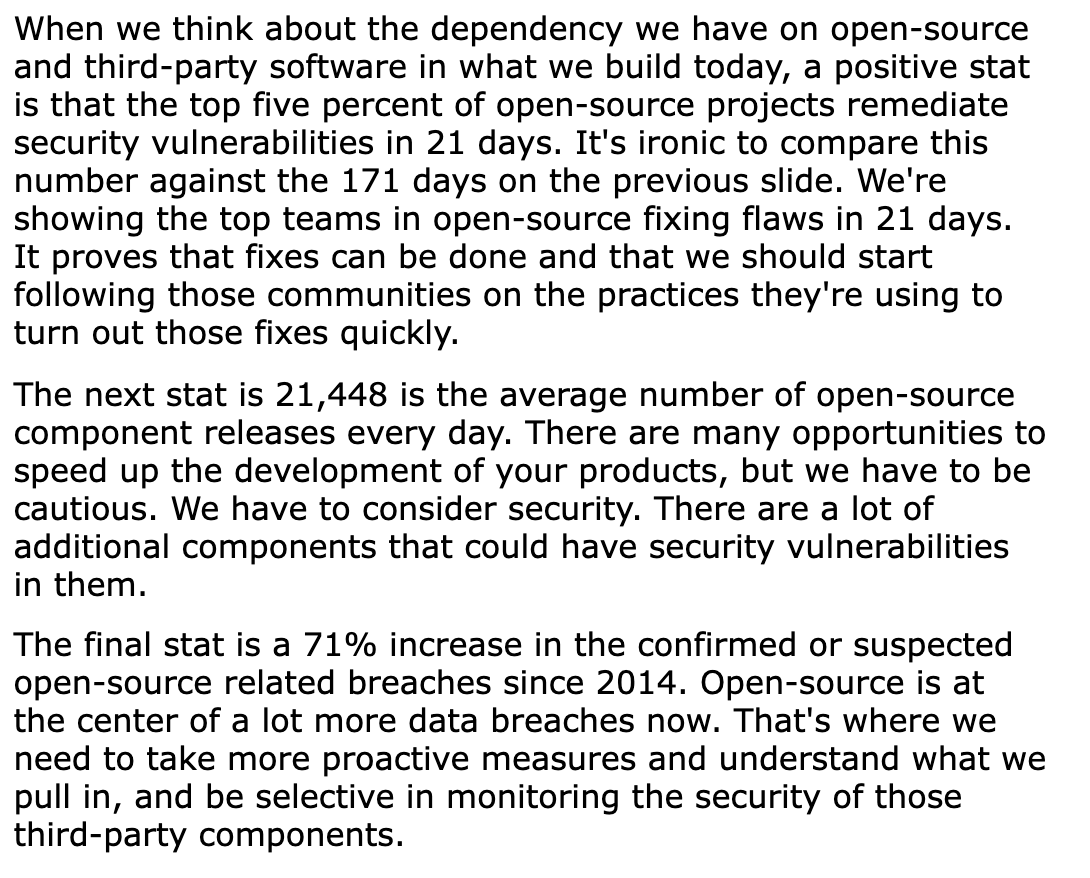 When we think about the dependency we have on open-source
and third-party software in what we build today, a positive stat
is that the top five percent of open-source projects remediate
security vulnerabilities in 21 days. It's ironic to compare this
number against the 171 days on the previous slide. We're
showing the top teams in open-source fixing flaws in 21 days.
It proves that fixes can be done and that we should start
following those communities on the practices they're using to
turn out those fixes quickly.
The next stat is 21,448 is the average number of open-source
component releases every day. There are many opportunities to
speed up the development of your products, but we have to be
cautious. We have to consider security. There are a lot of
additional components that could have security vulnerabilities
in them.
The final stat is a 71% increase in the confirmed or suspected
open-source related breaches since 2014. Open-source is at
the center of a lot more data breaches now. That's where we
need to take more proactive measures and understand what we
pull in, and be selective in monitoring the security of those
third-party components.